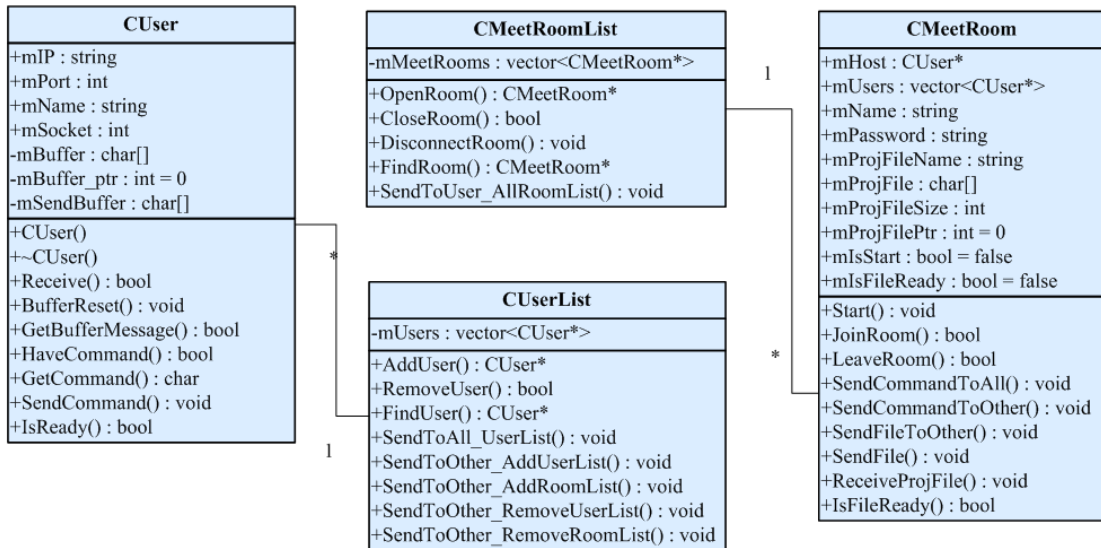 CUser
+mIP : string
+mPort : int
+mName : string
+mSocket : int
-mBuffer : char[]
-mBuffer_ptr : int = 0
-mSendBuffer : char[]
+CUser()
+~CUser()
+Receive() : bool
+BufferReset() : void
+GetBufferMessage() : bool
+HaveCommand() : bool
+GetCommand() : char
+SendCommand() : void
+IsReady() : bool
CMeetRoomList
-mMeetRooms : vector<CMeetRoom*>
+OpenRoom() : CMeetRoom*
+CloseRoom() : bool
+DisconnectRoom() : void
+FindRoom() : CMeetRoom*
+SendToUser_AllRoomList() : void
*
1
CUserList
-mUsers : vector<CUser*>
+AddUser() : CUser*
+RemoveUser() : bool
+FindUser() : CUser*
+SendToAll_UserList() : void
+SendToOther_AddUserList() : void
+SendToOther_AddRoomList() : void
+SendToOther_RemoveUserList() : void
+SendToOther_RemoveRoomList() : void
1
*
CMeetRoom
+mHost : CUser*
+mUsers : vector<CUser*>
+mName : string
+mPassword : string
+mProjFileName : string
+mProjFile : char[]
+mProjFileSize : int
+mProjFilePtr : int = 0
+mIsStart : bool = false
+mIsFileReady : bool = false
+Start() : void
+JoinRoom() : bool
+LeaveRoom() : bool
+SendCommandToAll() : void
+SendCommandToOther() : void
+SendFileToOther() : void
+SendFile() : void
+ReceiveProjFile() : void
+IsFileReady() : bool